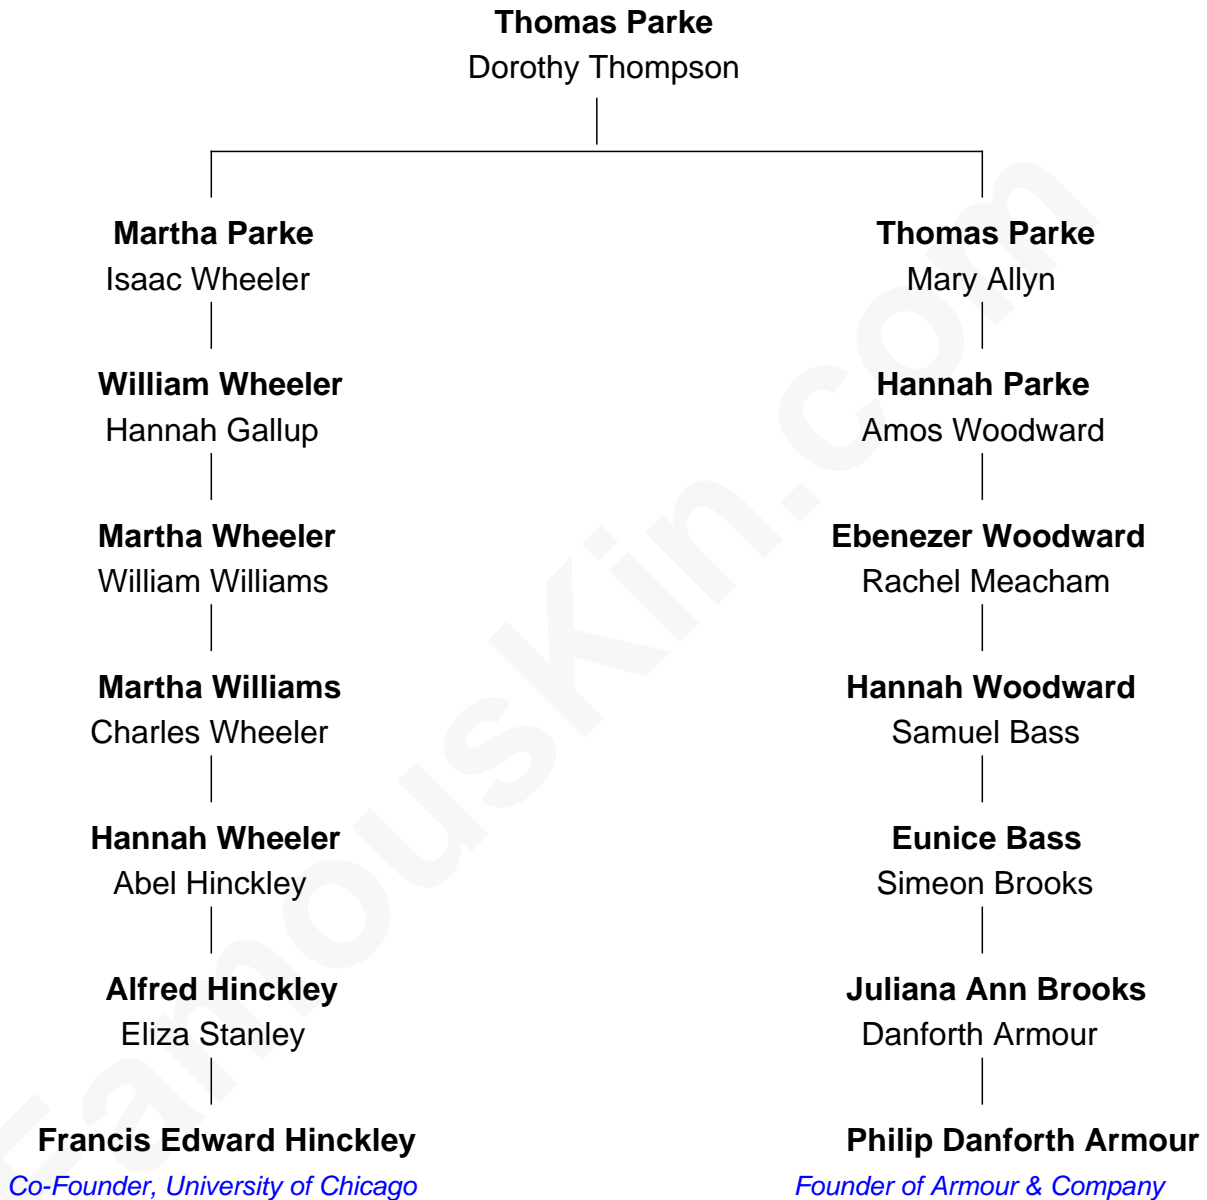 Thomas Parke
Dorothy Thompson
Martha Parke
Isaac Wheeler
Thomas Parke
Mary Allyn
William Wheeler
Hannah Gallup
Hannah Parke
Amos Woodward
Martha Wheeler
William Williams
Ebenezer Woodward
Rachel Meacham
Martha Williams
Charles Wheeler
Hannah Woodward
Samuel Bass
Hannah Wheeler
Abel Hinckley
Eunice Bass
Simeon Brooks
Alfred Hinckley
Eliza Stanley
Juliana Ann Brooks
Danforth Armour
Francis Edward Hinckley
Co-Founder, University of Chicago
Philip Danforth Armour
Founder of Armour & Company
FamousKin.com